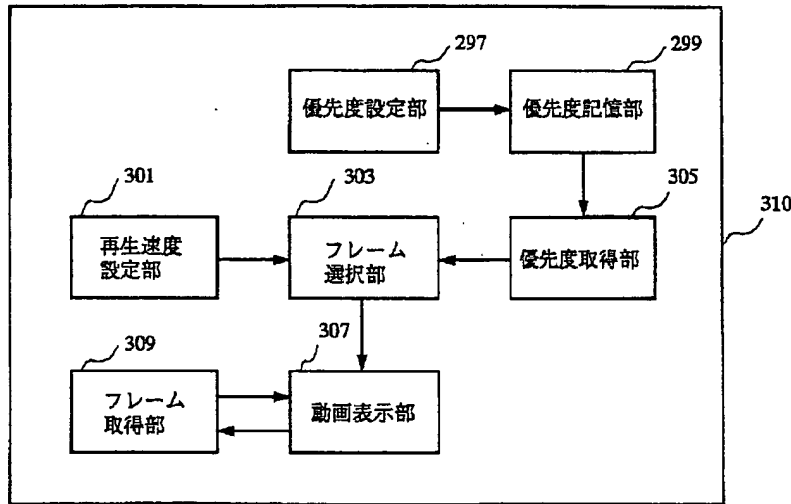 297
299
優先度設定部
優先度記憶部
301
303
305
310
再生速度
設定部
フレーム
選択部
優先度取得部
309
307
フレーム
取得部
動画表示部